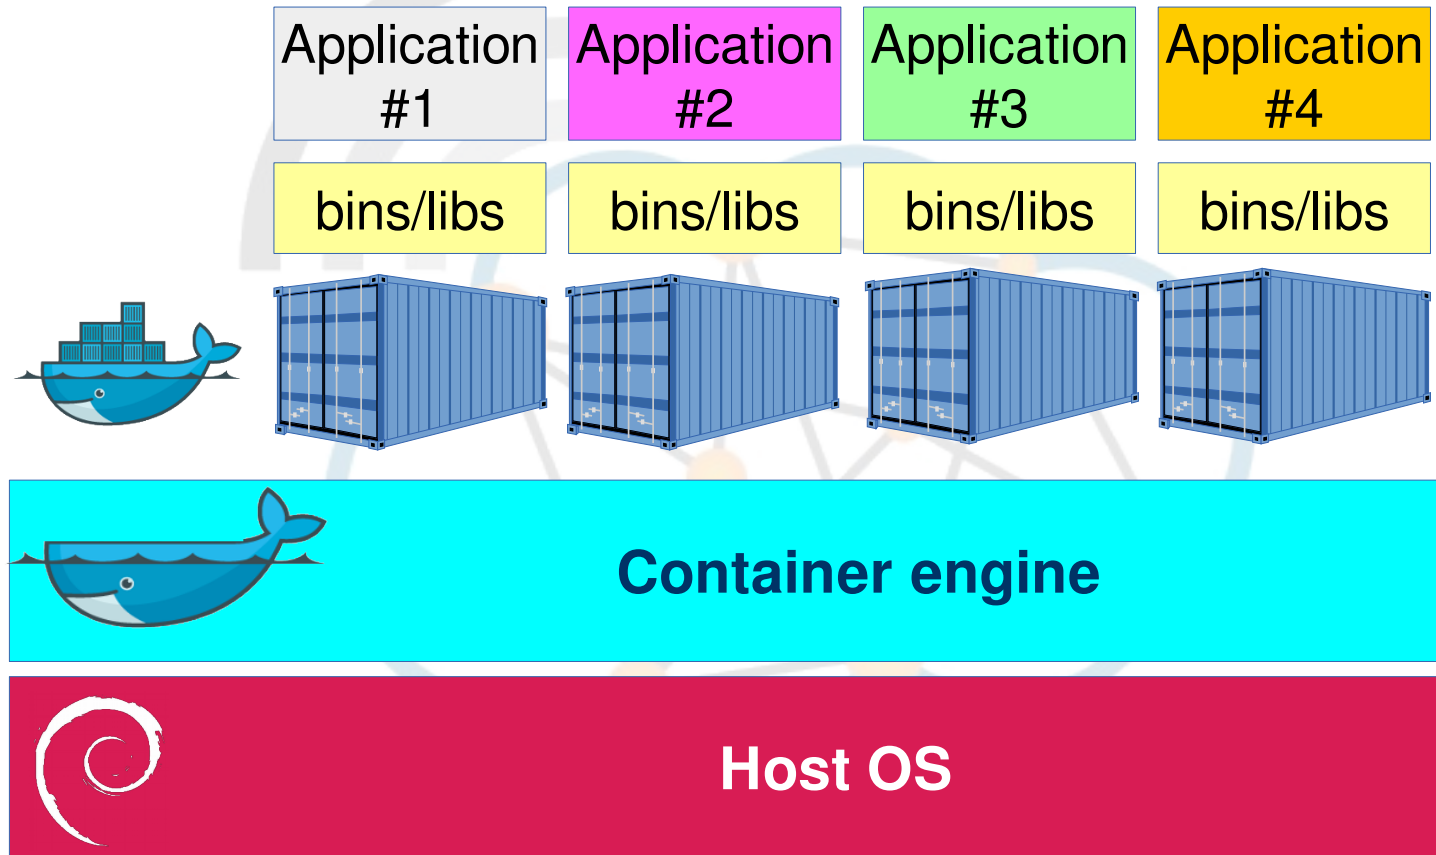 Application
#1
Application
#2
Application
#3
Application
#4
bins/libs
bins/libs
bins/libs
bins/libs
Container engine
Host OS